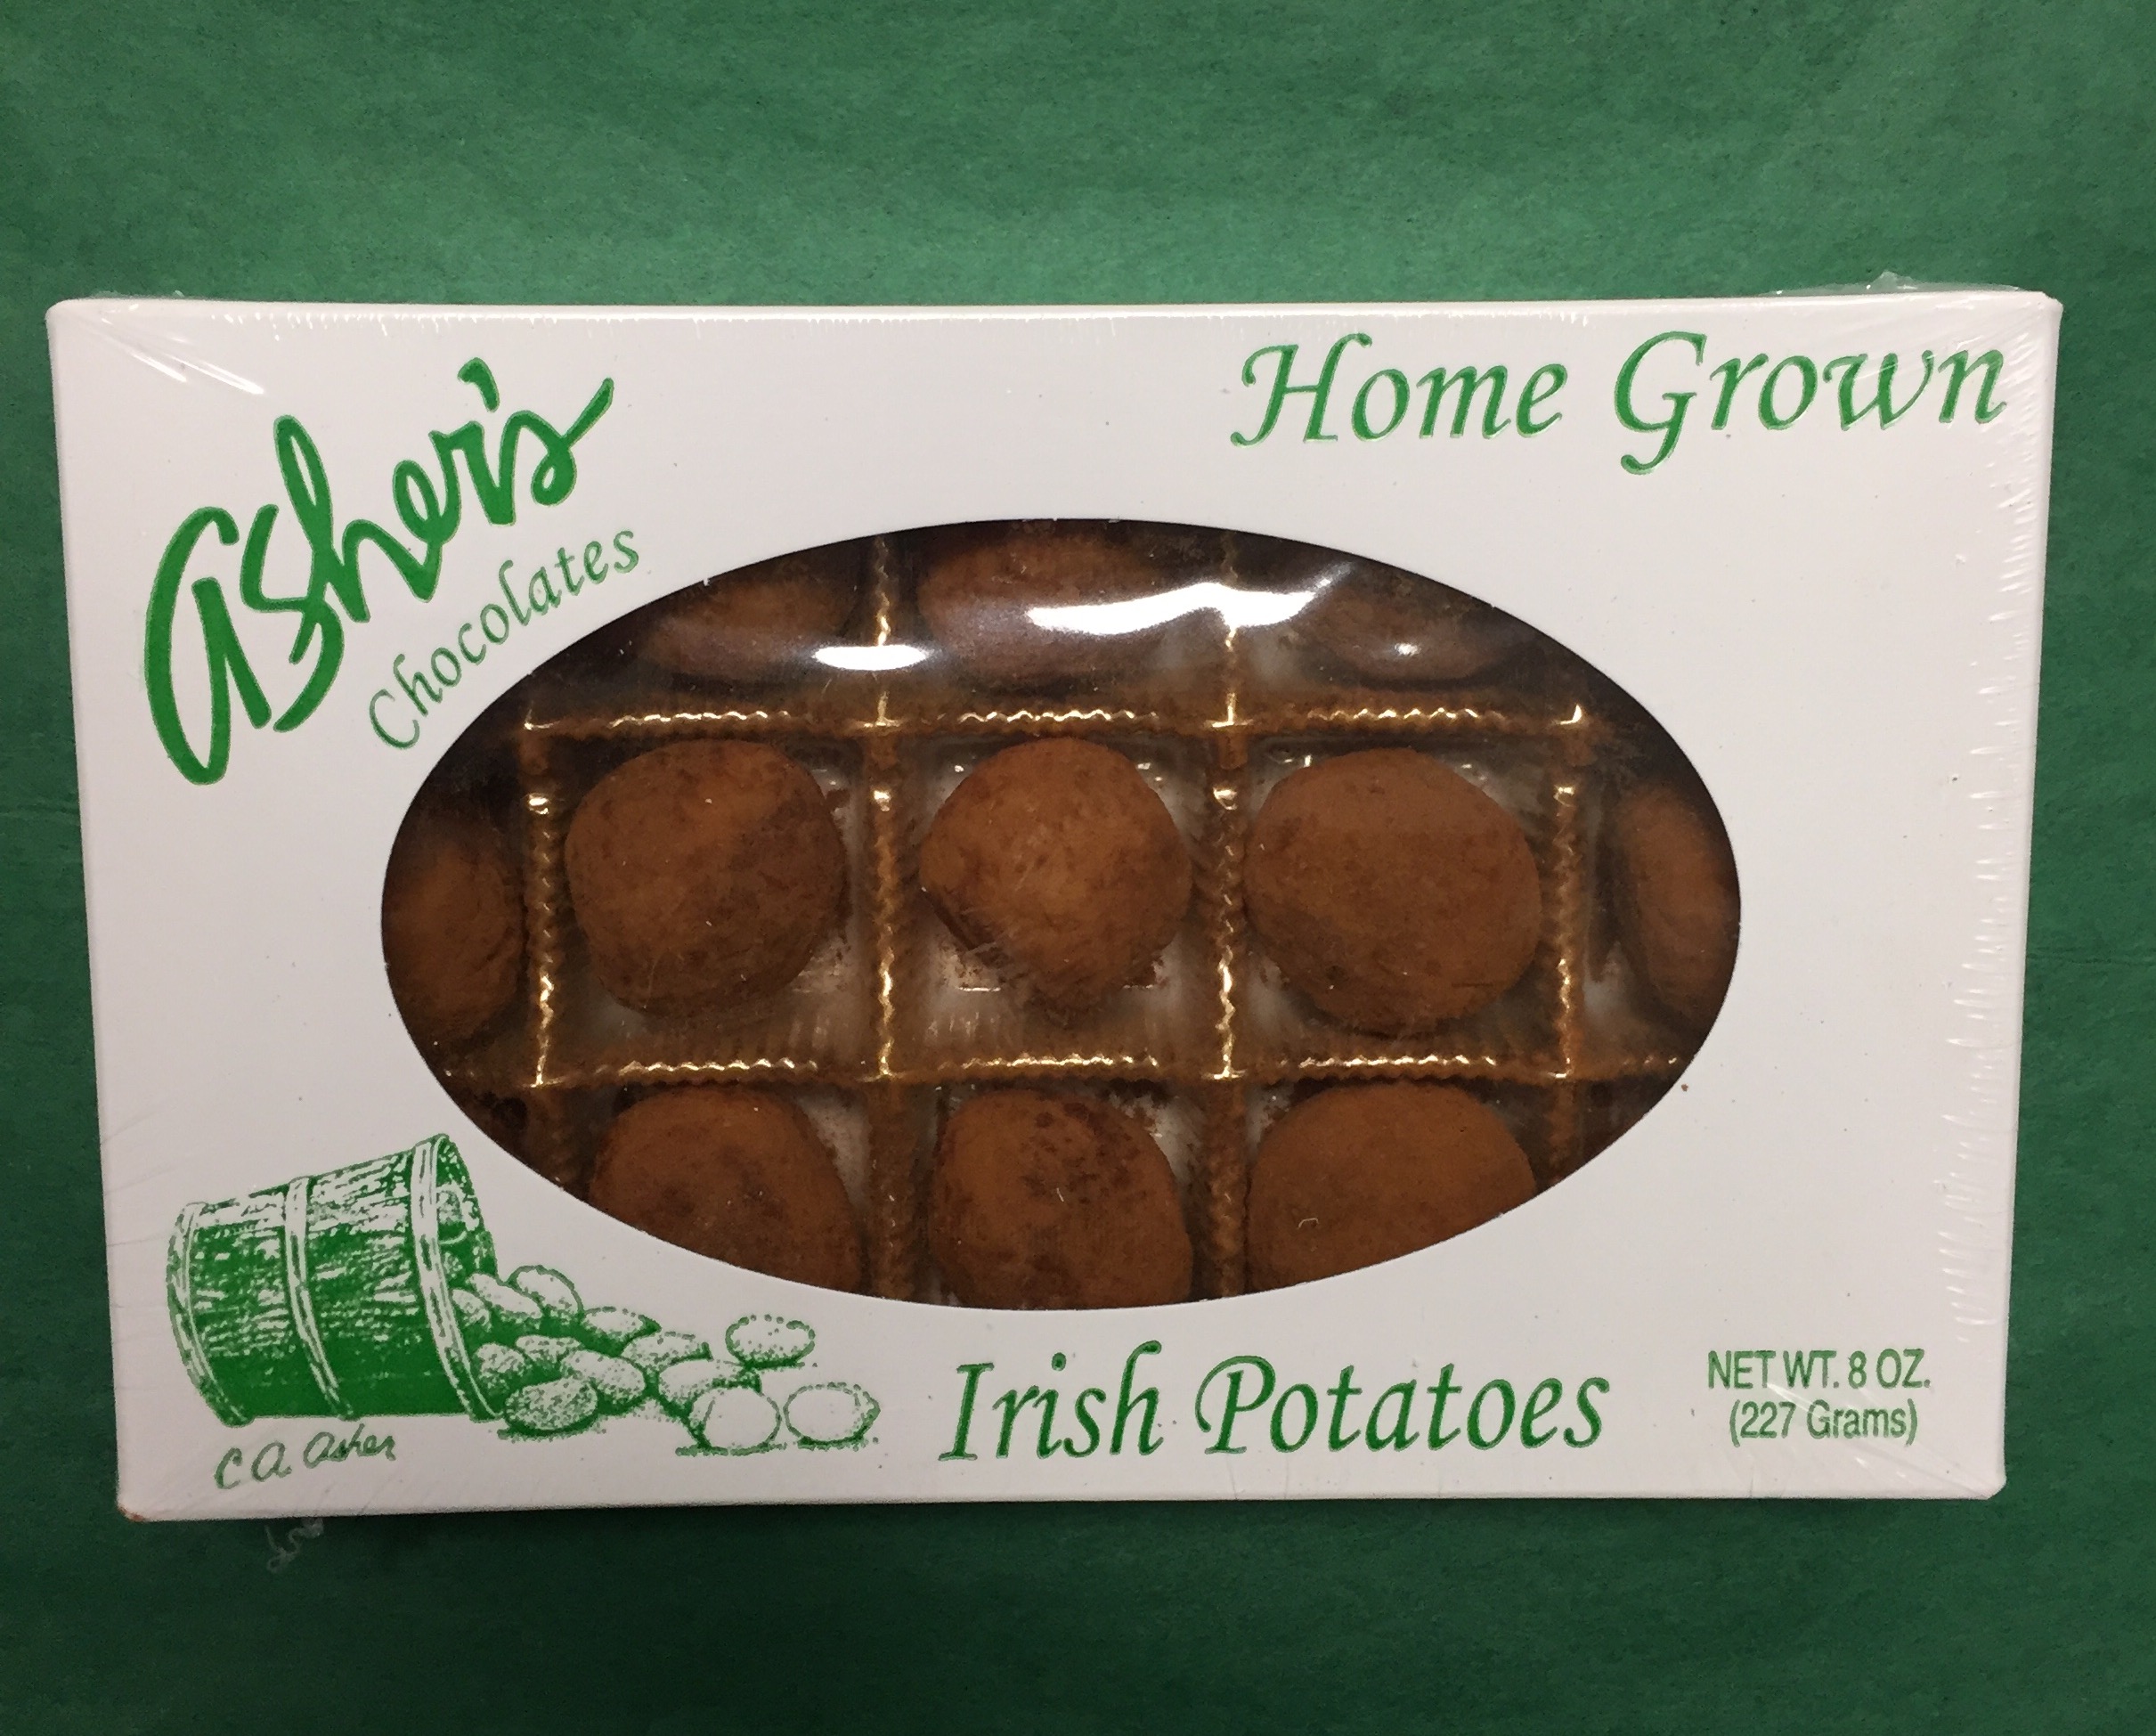 Asher's
Chocolates
Home Grown
C A Asher
Irish Potatoes
NET WT. 8 OZ.
(227 Grams)